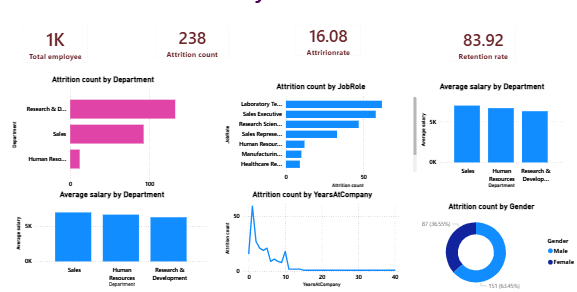 1K
Total employee
238
Attrition count
16.08
Attririonrate
83.92
Retention rate
Attrition count by Department
Department
Research & D...
Sales
Human Reso...
0
100
Attrition count by JobRole
JobRole
Laboratory Te...
Sales Executive
Research Scien...
Sales Represe...
Human Resour...
Manufacturin...
Healthcare Re...
0
50
Attrition count
Average salary by Department
Average salary
5K
0K
Sales
Human
Resources
Research &
Develop...
Department
Average salary by Department
Average salary
5K
0K
Sales
Human
Resources
Research &
Development
Department
Attrition count by YearsAtCompany
Attrition count
50
0
0
10
20
30
40
YearsAtCompany
Attrition count by Gender
87 (36.55%)
151 (63.45%)
Gender
Male
Female